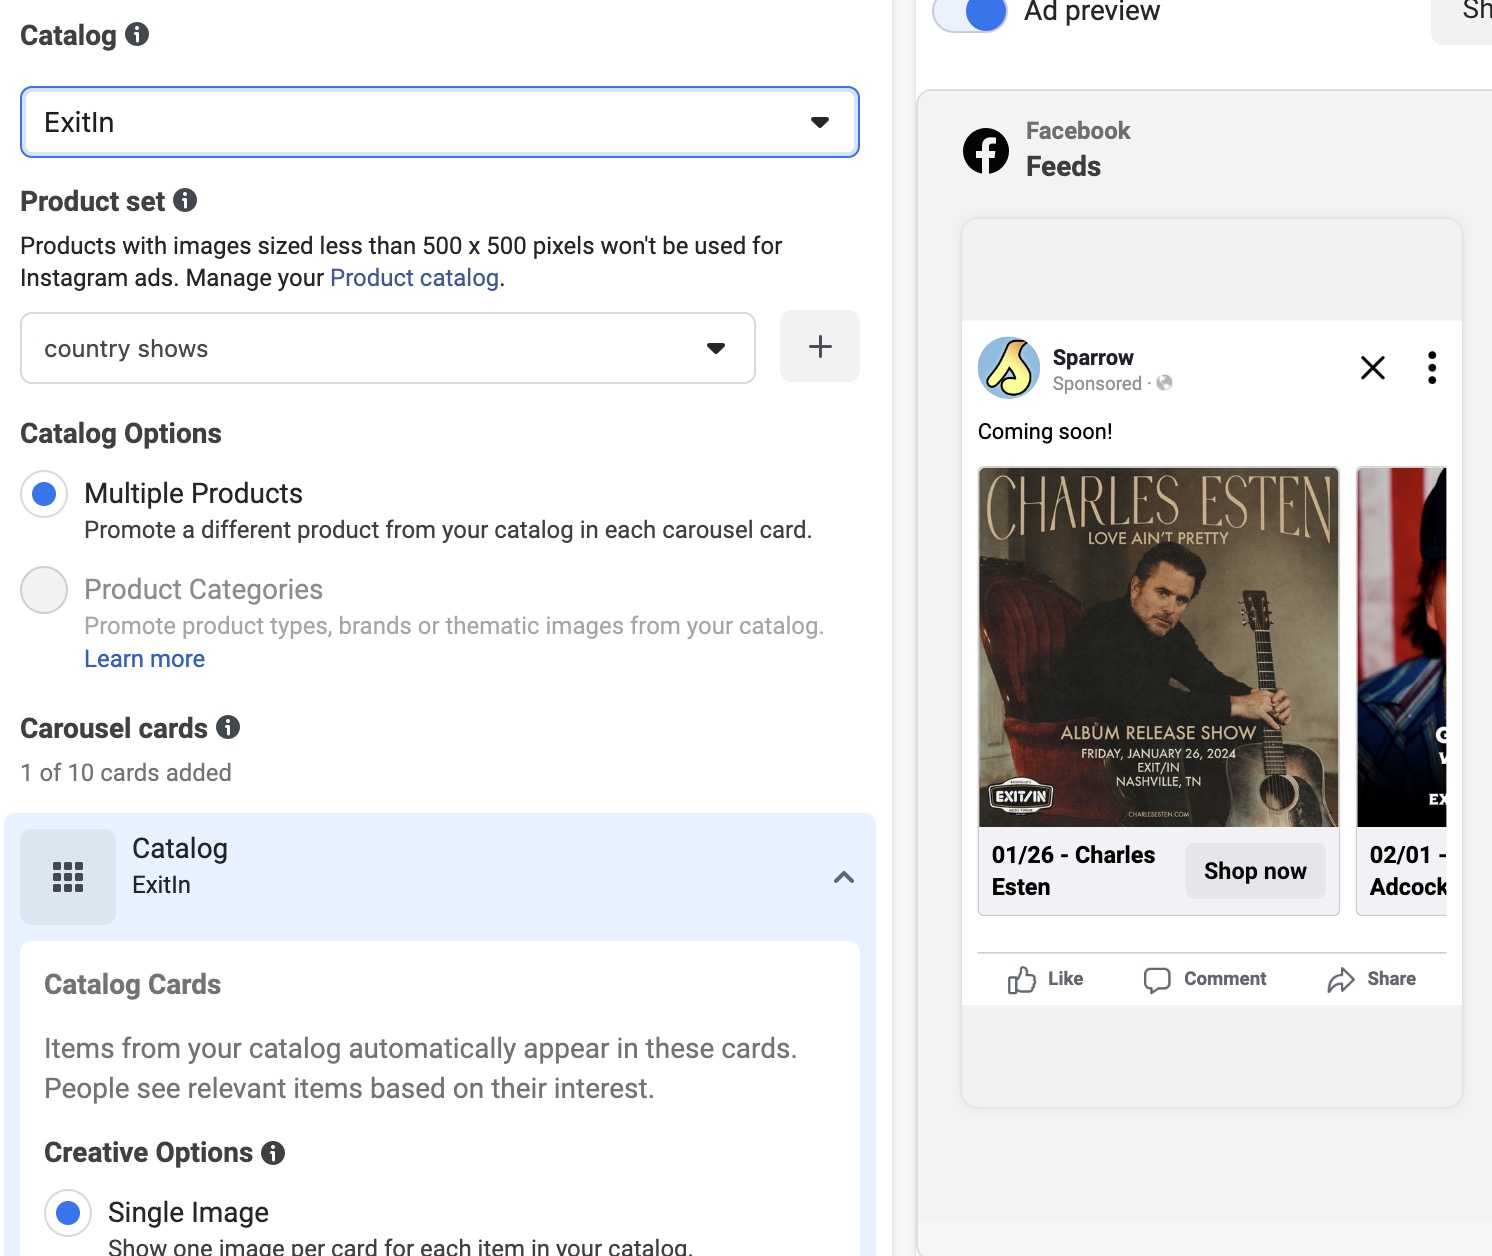 Catalog
ExitIn
Product set
Products with images sized less than 500 x 500 pixels won't be used for
Instagram ads. Manage your Product catalog.
country shows
Catalog Options
Multiple Products
Promote a different product from your catalog in each carousel card.
Product Categories
Promote product types, brands or thematic images from your catalog.
Learn more
Carousel cards
1 of 10 cards added
Catalog
ExitIn
Catalog Cards
Items from your catalog automatically appear in these cards.
People see relevant items based on their interest.
Creative Options
Single Image
Show one image per card for each item in your catalog.
Ad preview
Sh
Facebook
Feeds
Sparrow
Sponsored ·
Coming soon!
CHARLES ESTEN
LOVE AIN'T PRETTY
ALBUM RELEASE SHOW
FRIDAY, JANUARY 26, 2024
EXIT/IN
NASHVILLE, TN
EXIT/IN
CHARLESESTEN.COM
01/26 - Charles
Esten
Shop now
02/01 -
Adcock
Like
Comment
Share